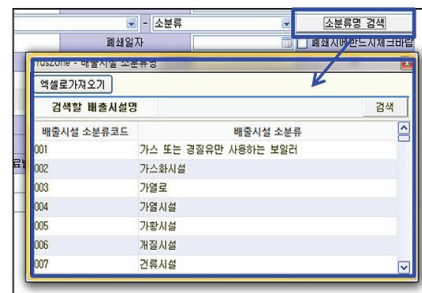 - 소분류 소분류명 검색
폐쇄일자
배출시설 소분류명
엑셀로가져오기
검색할 배출시설명 검색
배출시설 소분류코드 배출시설 소분류
001 가스 또는 경질유만 사용하는 보일러
002 가스화시설
003 가열로
004 가열시설
005 가황시설
006 개질시설
007 건류시설